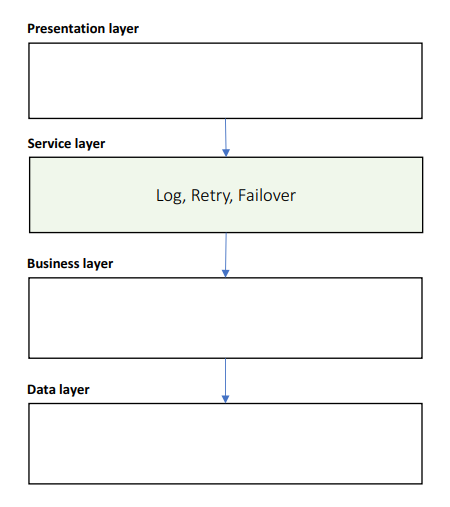 Presentation layer
Service layer
Log, Retry, Failover
Business layer
Data layer